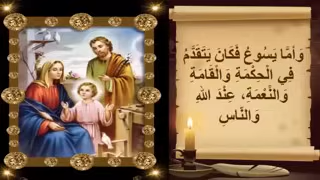 وَأَمَّا يَسُوعُ فَكَانَ يَتَقَدَّمُ
فِي الْحِكْمَةِ وَالْقَامَةِ
وَالنِّعْمَةِ، عِنْدَ اللهِ
وَالنَّاسِ